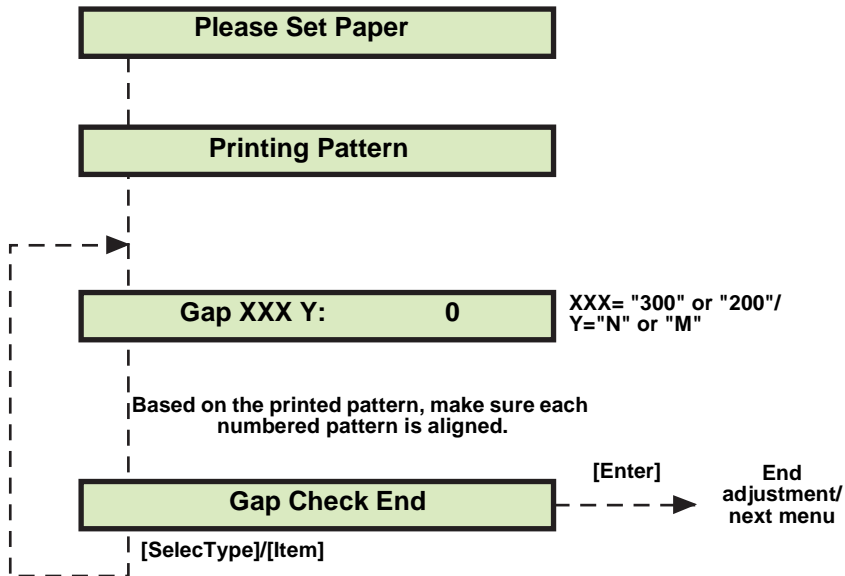 Please Set Paper
Printing Pattern
Gap XXX Y: 0
XXX= "300" or "200"/
Y="N" or "M"
Based on the printed pattern, make sure each
numbered pattern is aligned.
Gap Check End
[Enter]
End
adjustment/
next menu
[SelecType]/[Item]